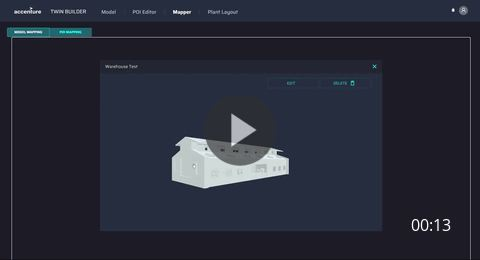 accenture TWIN BUILDER Model POI Editor Mapper Plant Layout
MODEL MAPPING POI MAPPING
Warehouse Test
EDIT DELETE
00:13